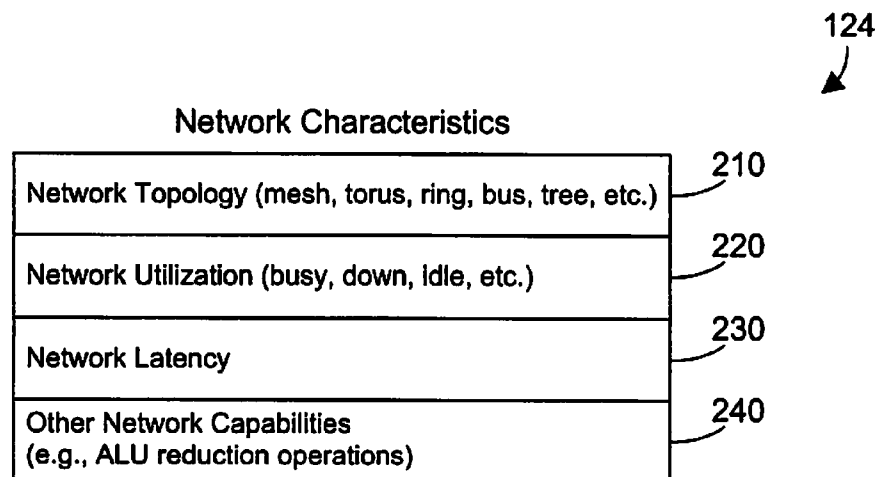 124
Network Characteristics
Network Topology (mesh, torus, ring, bus, tree, etc.)
210
Network Utilization (busy, down, idle, etc.)
220
Network Latency
230
Other Network Capabilities
(e.g., ALU reduction operations)
240